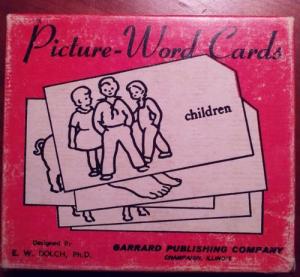 Picture-Word Cards
children
Designed By
E. W. DOLCH, Ph.D.
GARRARD PUBLISHING COMPANY
CHAMPAIGN, ILLINOIS